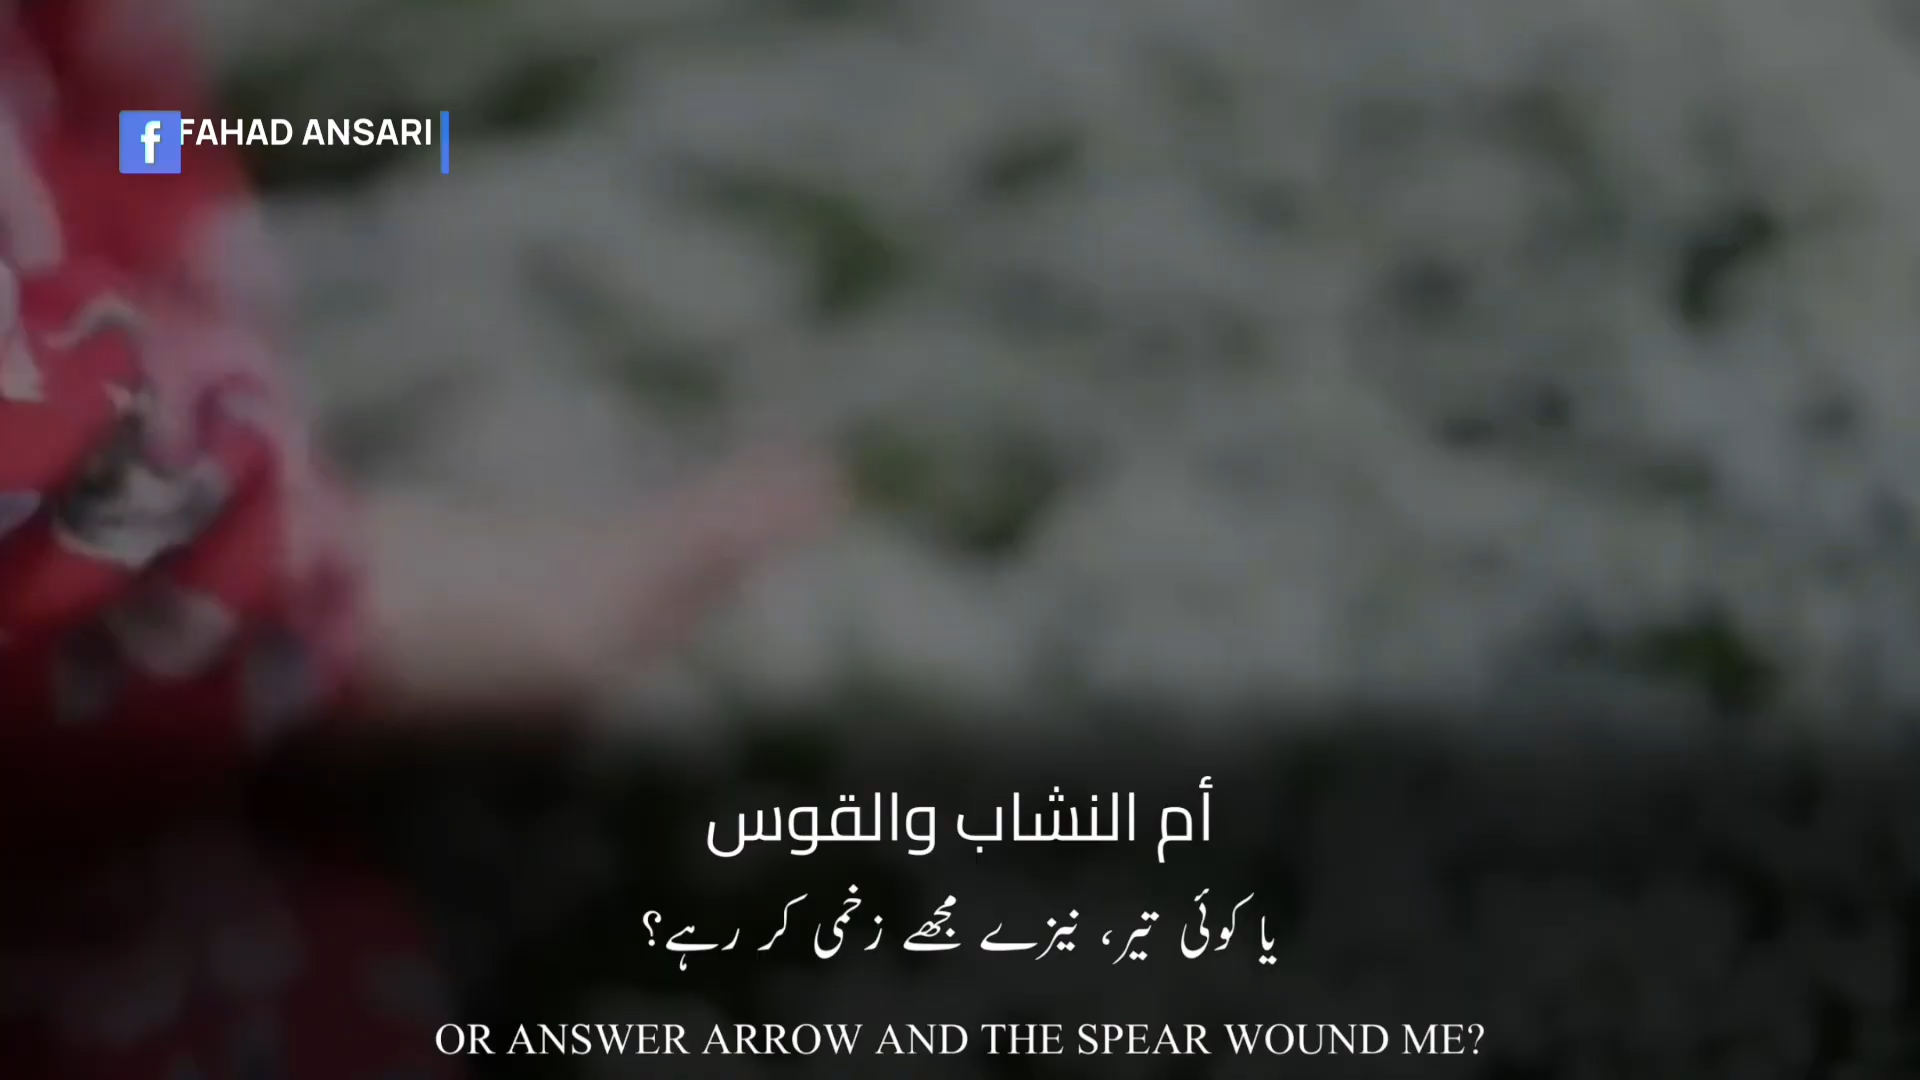 FAHAD ANSARI
أم النشاب والقوس
یا کوئی تیر، نیزے مجھے زخمی کر رہے؟
OR ANSWER ARROW AND THE SPEAR WOUND ME?